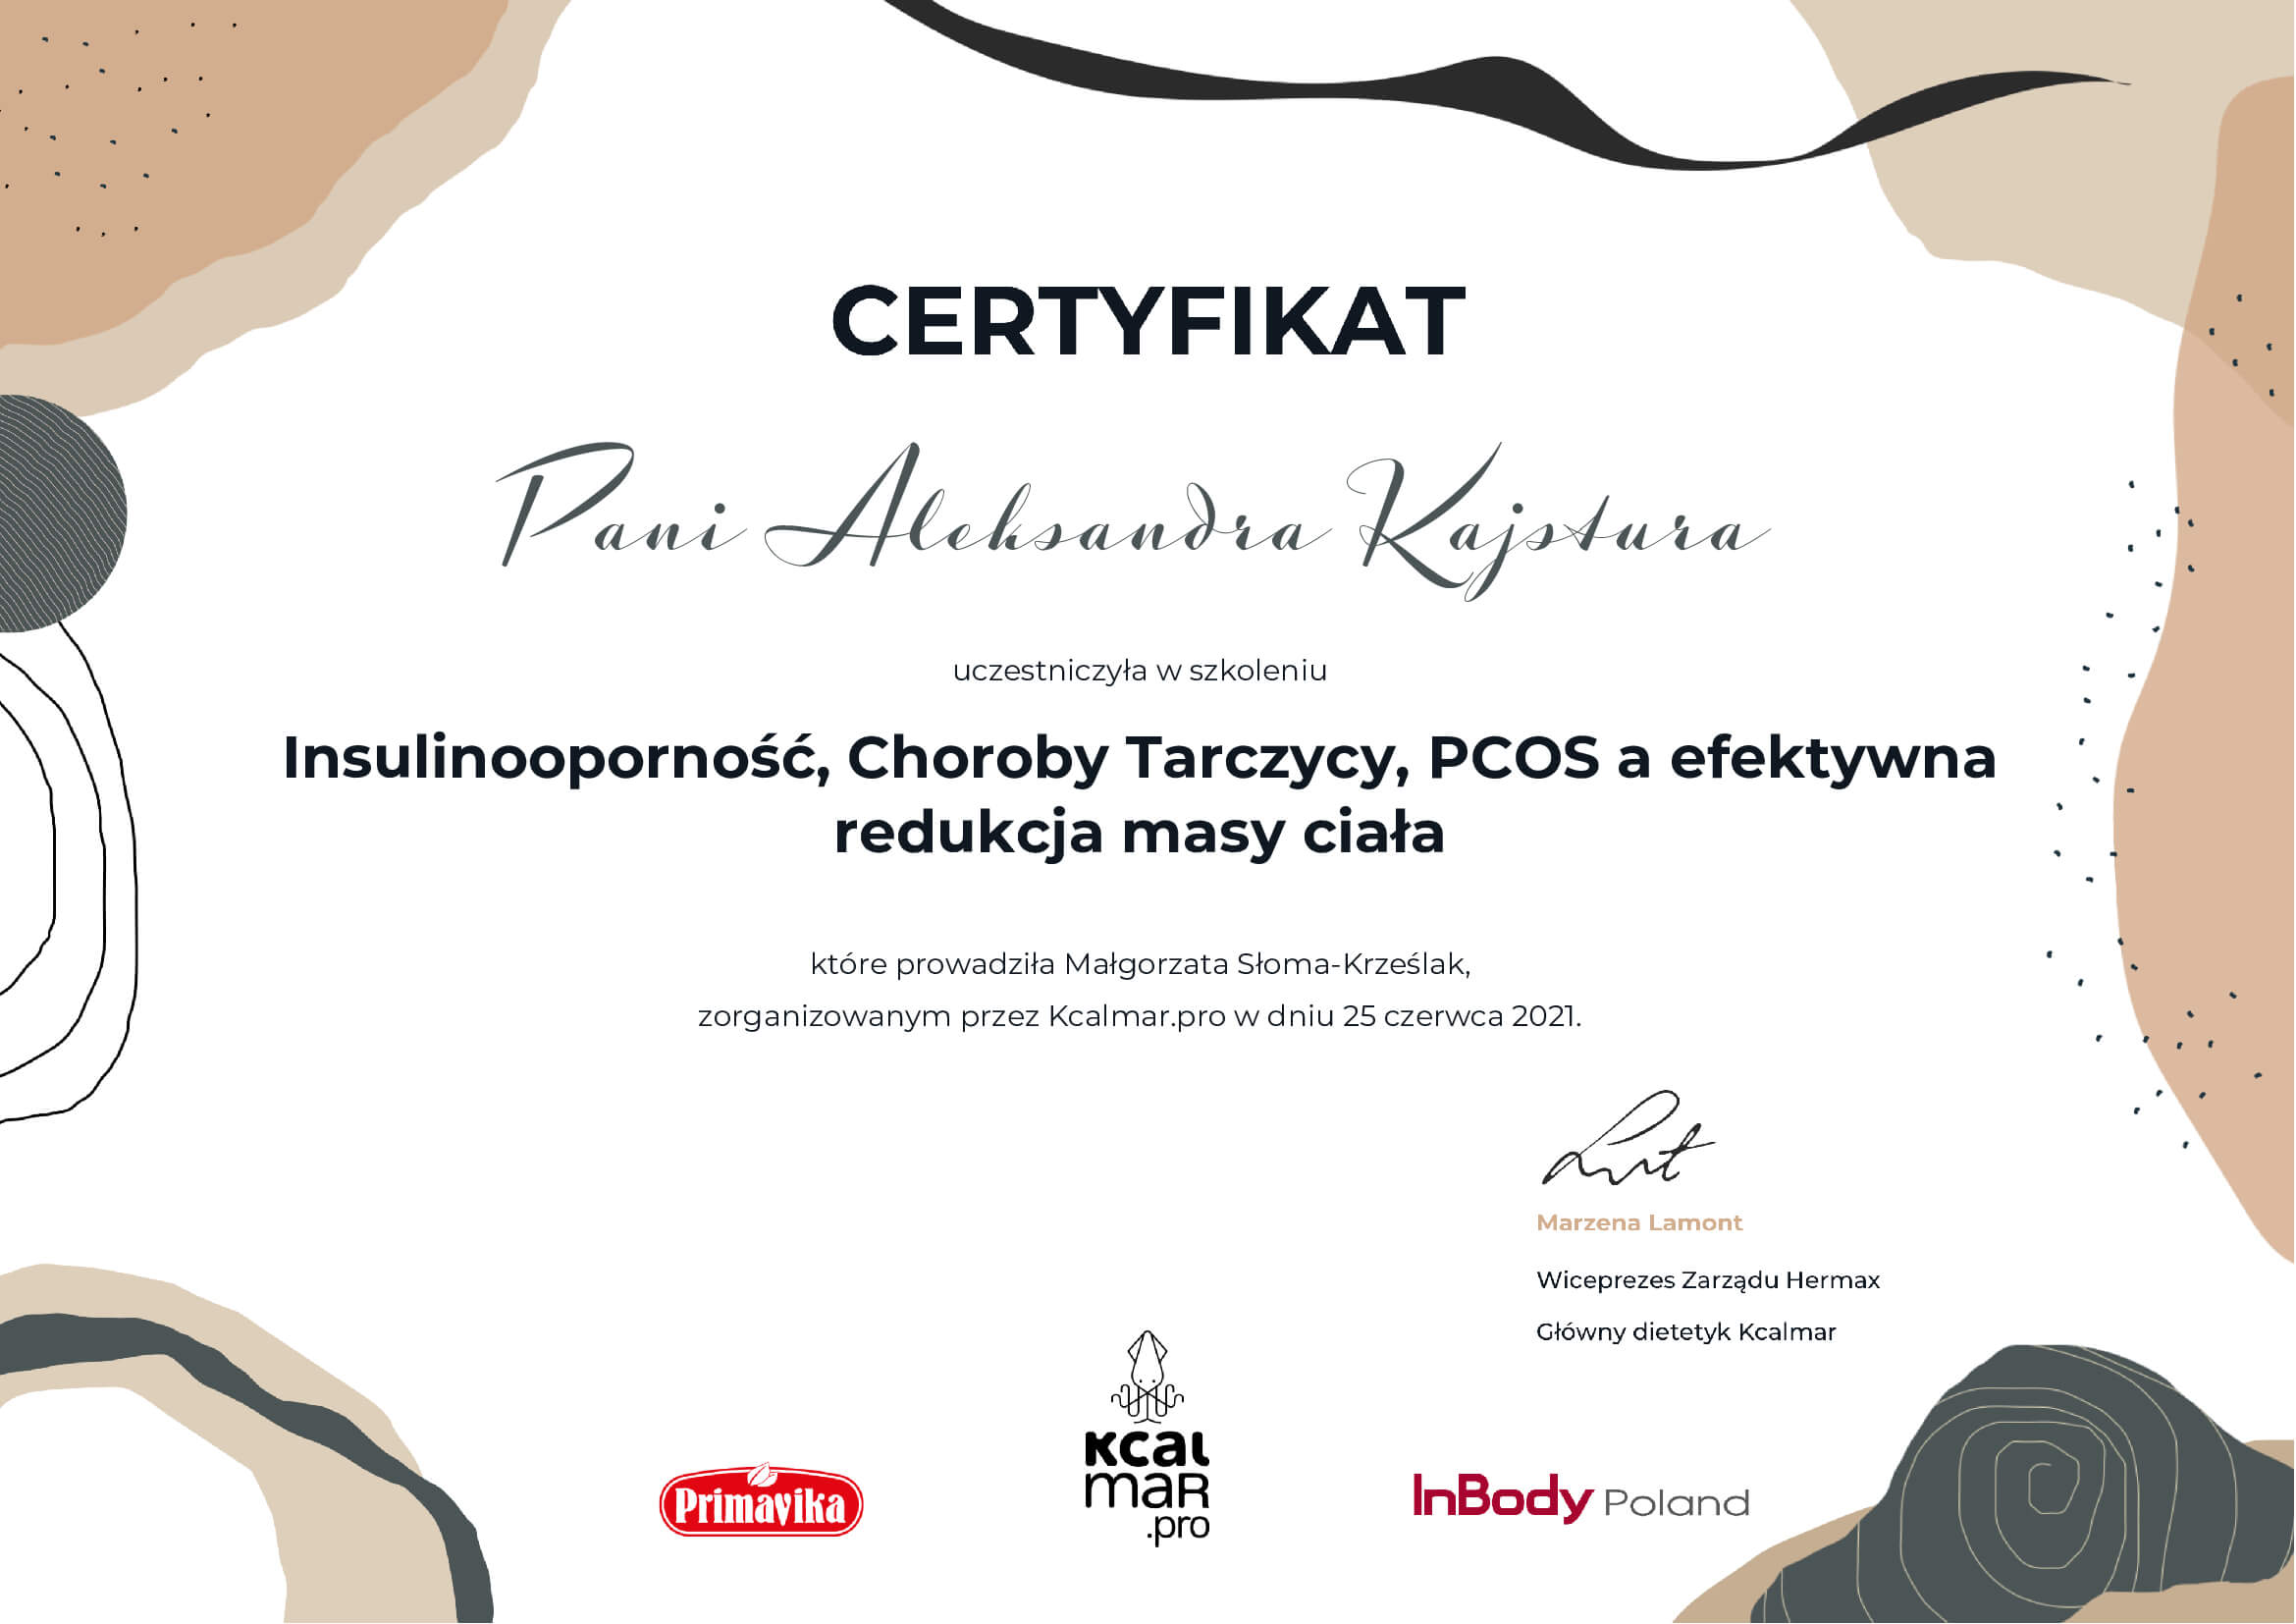 CERTYFIKAT
Pani Aleksandra Kajstura
uczestniczyła w szkoleniu
Insulinooporność, Choroby Tarczycy, PCOS a efektywna
redukcja masy ciała
które prowadziła Małgorzata Słoma-Krześlak,
zorganizowanym przez Kcalmar.pro w dniu 25 czerwca 2021.
Marzena Lamont
Wiceprezes Zarządu Hermax
Główny dietetyk Kcalmar
Primavika
Kcal
maR
.pro
InBody Poland